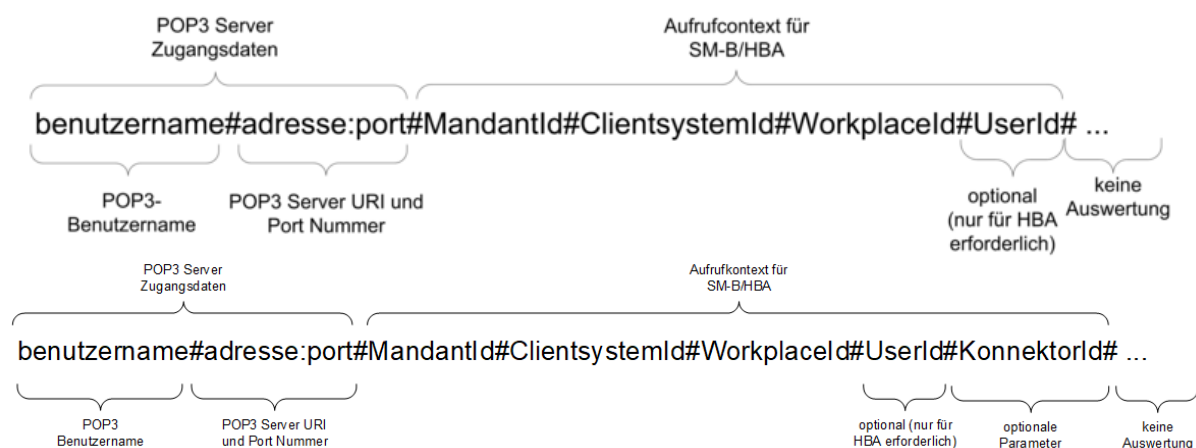 POP3 Server
Zugangsdaten
Aufrufcontext für
SM-B/HBA
benutzername#adresse:port#MandantId#ClientsystemId#WorkplaceId#UserId# ...
POP3-
Benutzername
POP3 Server URI und
Port Nummer
optional
(nur für HBA
erforderlich)
keine
Auswertung
POP3 Server
Zugangsdaten
Aufrufkontext für
SM-B/HBA
benutzername#adresse:port#MandantId#ClientsystemId#WorkplaceId#UserId#KonnektorId# ...
POP3
Benutzername
POP3 Server URI
und Port Nummer
optional (nur für
HBA erforderlich)
optionale
Parameter
keine
Auswertung